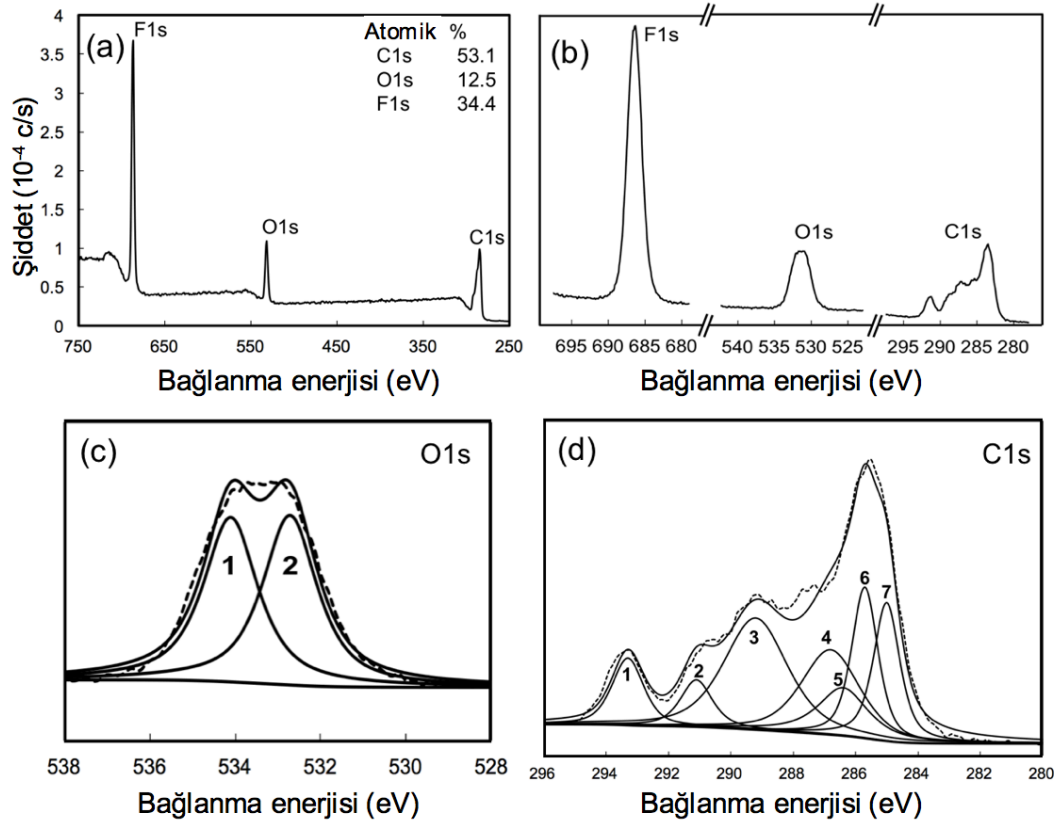 (a)
F1s
O1s
C1s
Atomik %
C1s 53.1
O1s 12.5
F1s 34.4
Şiddet (10⁻⁴ c/s)
4
3.5
3
2.5
2
1.5
1
0.5
0
750 650 550 450 350 250
Bağlanma enerjisi (eV)
(b)
F1s
O1s
C1s
695 690 685 680 540 535 530 525 295 290 285 280
Bağlanma enerjisi (eV)
(c)
O1s
1 2
538 536 534 532 530 528
Bağlanma enerjisi (eV)
(d)
C1s
1 2 3 4 5 6 7
296 294 292 290 288 286 284 282 280
Bağlanma enerjisi (eV)